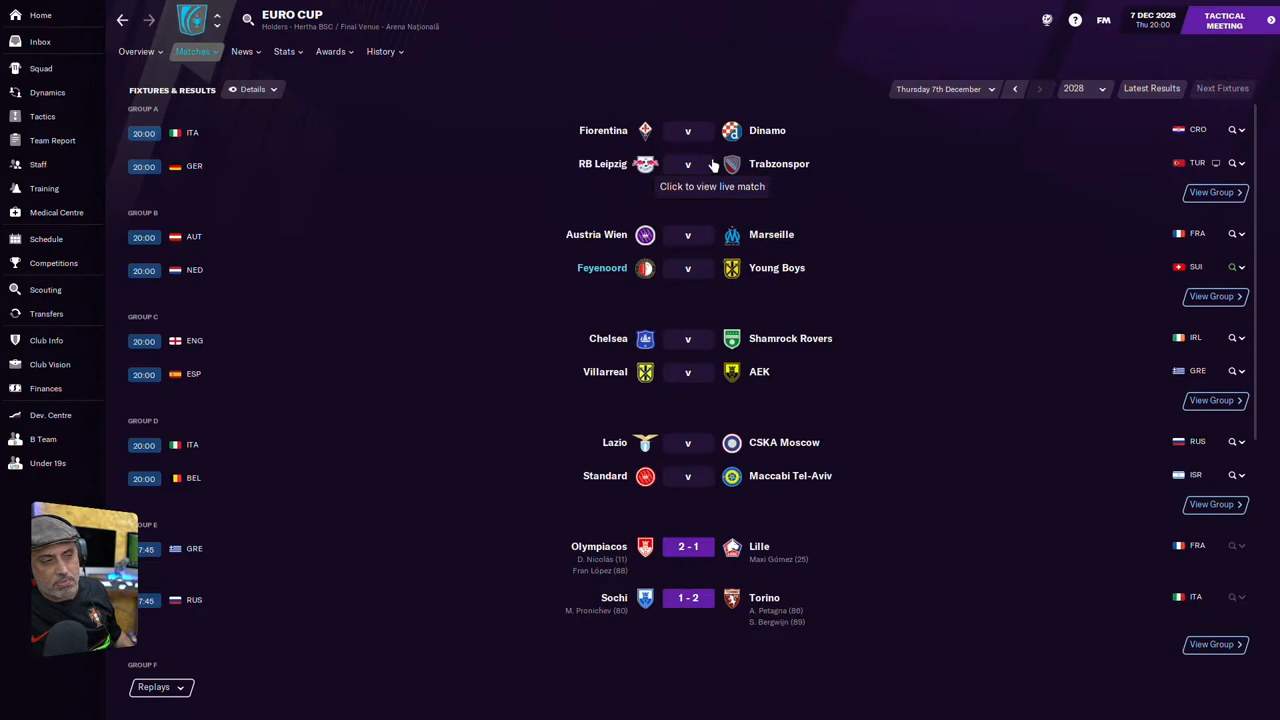 Home
Inbox
Squad
Dynamics
Tactics
Team Report
Staff
Training
Medical Centre
Schedule
Competitions
Scouting
Transfers
Club Info
Club Vision
Finances
Dev. Centre
B Team
Under 19s
EURO CUP
Holders - Hertha BSC / Final Venue - Arena Naţională
? FM
7 DEC 2028
Thu 20:00
TACTICAL
MEETING
Overview Matches News Stats Awards History
FIXTURES & RESULTS Details Thursday 7th December 2028 Latest Results Next Fixtures
GROUP A
20:00 ITA Fiorentina v Dinamo CRO
20:00 GER RB Leipzig v Trabzonspor TUR
Click to view live match
View Group
GROUP B
20:00 AUT Austria Wien v Marseille FRA
20:00 NED Feyenoord v Young Boys SUI
View Group
GROUP C
20:00 ENG Chelsea v Shamrock Rovers IRL
20:00 ESP Villarreal v AEK GRE
View Group
GROUP D
20:00 ITA Lazio v CSKA Moscow RUS
20:00 BEL Standard v Maccabi Tel-Aviv ISR
View Group
GROUP E
7:45 GRE Olympiacos 2 - 1 Lille FRA
D. Nicolás (11) Maxi Gómez (25)
Fran López (88)
7:45 RUS Sochi 1 - 2 Torino ITA
M. Pronichev (80) A. Petagna (86)
S. Bergwijn (89)
View Group
GROUP F
Replays